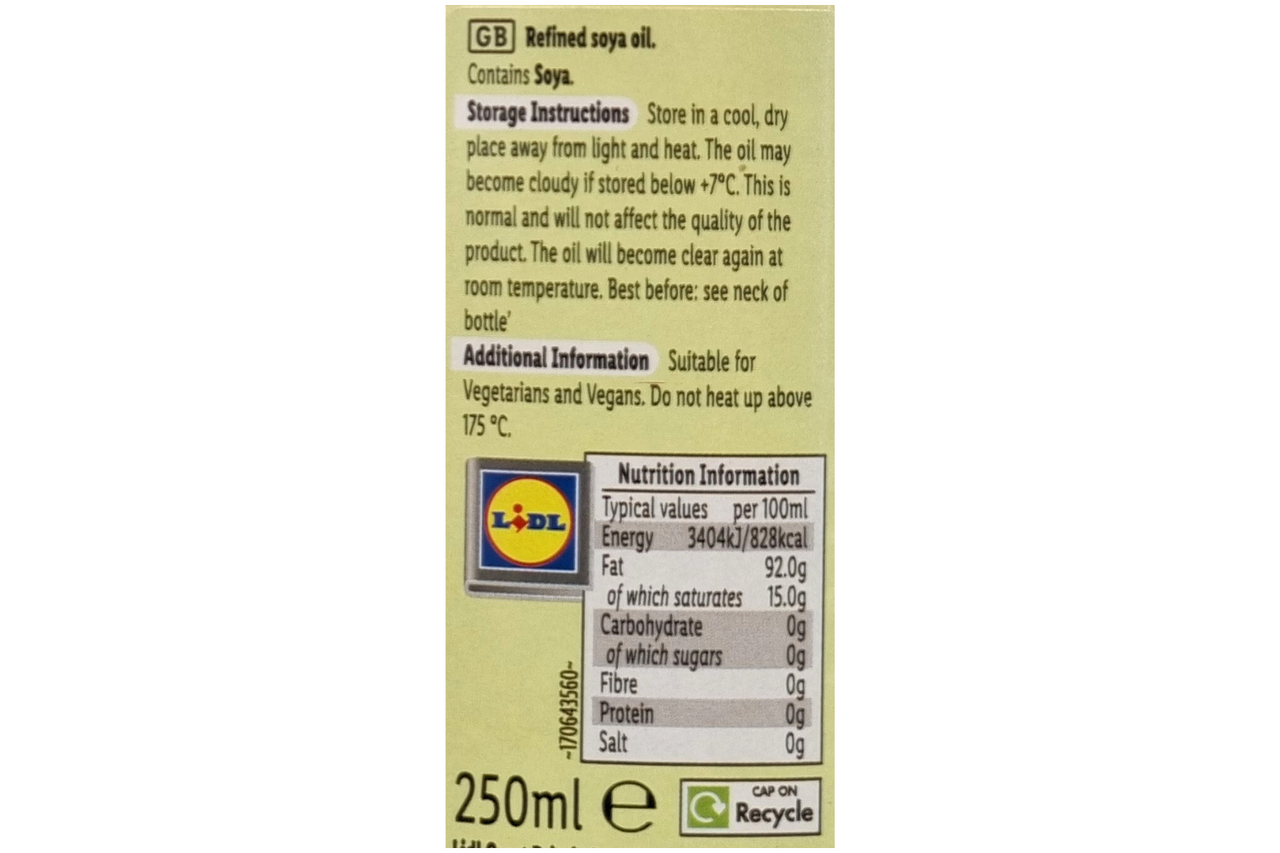 GB Refined soya oil.
Contains Soya.
Storage Instructions Store in a cool, dry
place away from light and heat. The oil may
become cloudy if stored below +7°C. This is
normal and will not affect the quality of the
product. The oil will become clear again at
room temperature. Best before: see neck of
bottle'
Additional Information Suitable for
Vegetarians and Vegans. Do not heat up above
175 °C.
LIDL
Nutrition Information
Typical values per 100ml
Energy 3404kJ/828kcal
Fat 92.0g
of which saturates 15.0g
Carbohydrate 0g
of which sugars 0g
Fibre 0g
Protein 0g
Salt 0g
~170643560~
250ml e
CAP ON
Recycle
Lidl